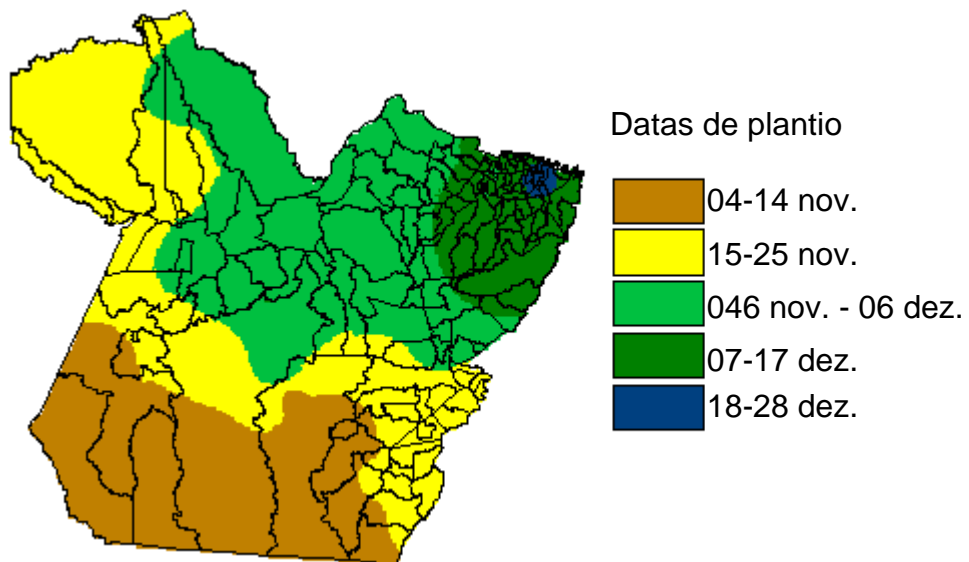 Datas de plantio
04-14 nov.
15-25 nov.
046 nov. - 06 dez.
07-17 dez.
18-28 dez.